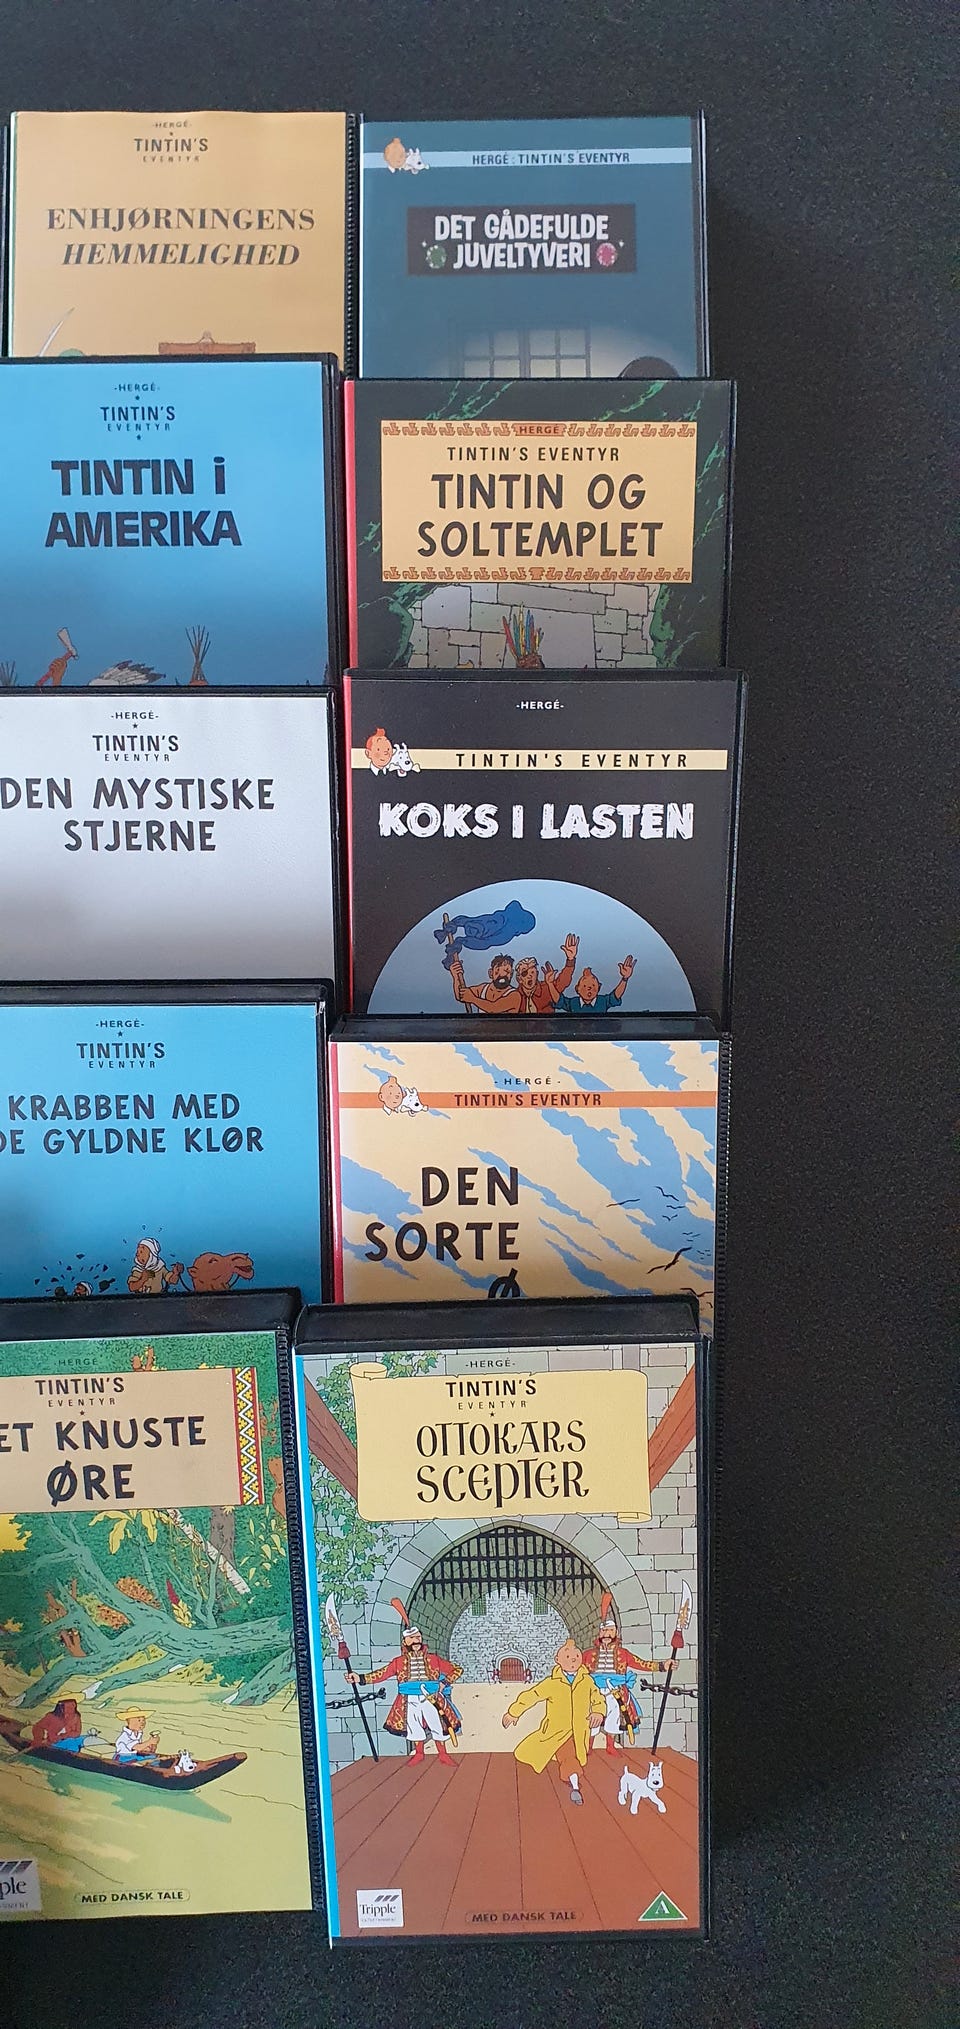 -HERGÉ-
TINTIN'S
EVENTYR
ENHJØRNINGENS
HEMMELIGHED
HERGÉ: TINTIN'S EVENTYR
DET GÅDEFULDE
JUVELTYVERI
-HERGÉ-
TINTIN'S
EVENTYR
TINTIN i
AMERIKA
HERGÉ
TINTIN'S EVENTYR
TINTIN OG
SOLTEMPLET
-HERGÉ-
TINTIN'S
EVENTYR
DEN MYSTISKE
STJERNE
-HERGÉ-
TINTIN'S EVENTYR
KOKS I LASTEN
-HERGÉ-
TINTIN'S
EVENTYR
KRABBEN MED
DE GYLDNE KLØR
- HERGÉ -
TINTIN'S EVENTYR
DEN
SORTE
Ø
HERGÉ
TINTIN'S
EVENTYR
ET KNUSTE
ØRE
ple
MED DANSK TALE
-HERGÉ-
TINTIN'S
EVENTYR
OTTOKARS
SCEPTER
Tripple
MED DANSK TALE
A